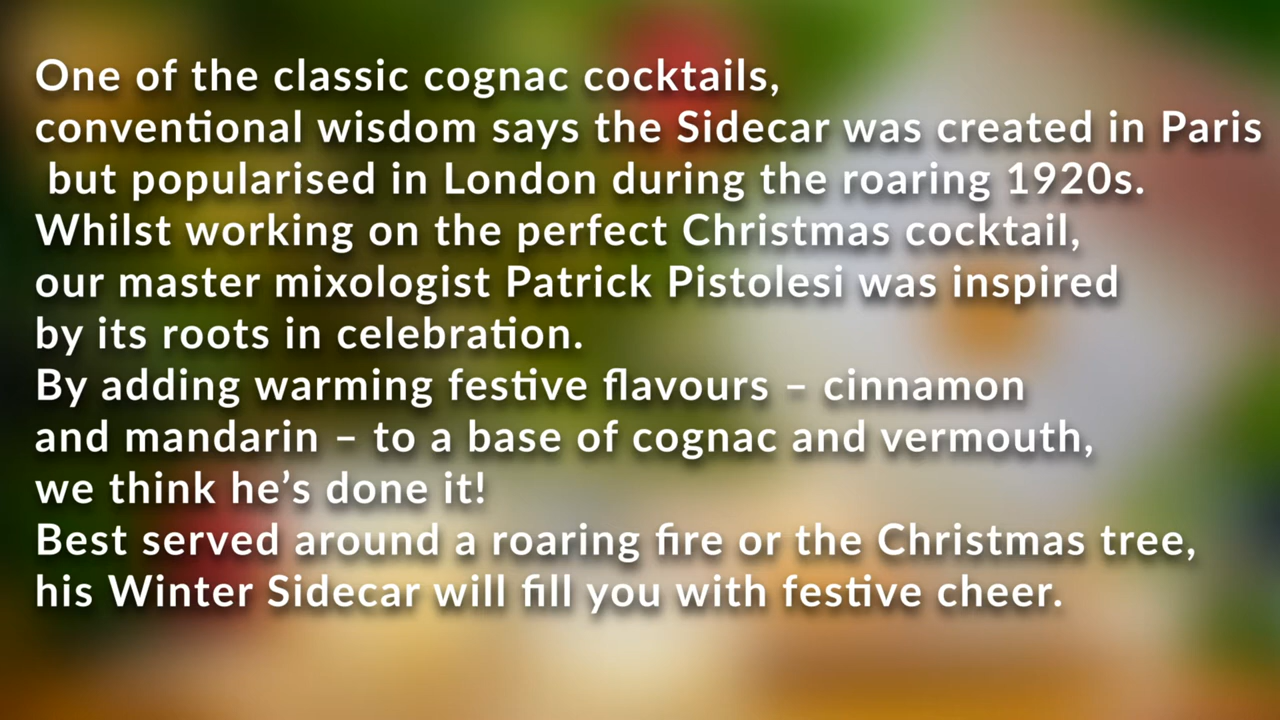 One of the classic cognac cocktails,
conventional wisdom says the Sidecar was created in Paris
but popularised in London during the roaring 1920s.
Whilst working on the perfect Christmas cocktail,
our master mixologist Patrick Pistolesi was inspired
by its roots in celebration.
By adding warming festive flavours – cinnamon
and mandarin – to a base of cognac and vermouth,
we think he’s done it!
Best served around a roaring fire or the Christmas tree,
his Winter Sidecar will fill you with festive cheer.